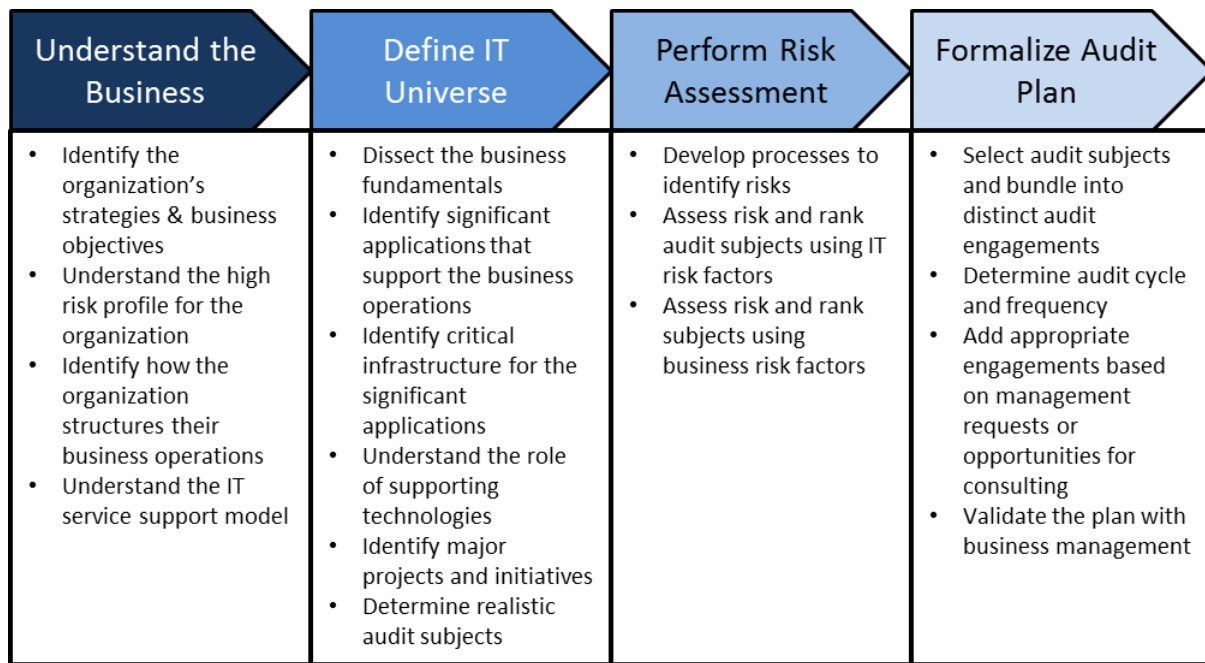 Understand the
Business
Define IT
Universe
Perform Risk
Assessment
Formalize Audit
Plan
• Identify the
organization’s
strategies & business
objectives
• Understand the high
risk profile for the
organization
• Identify how the
organization
structures their
business operations
• Understand the IT
service support model
• Dissect the business
fundamentals
• Identify significant
applications that
support the business
operations
• Identify critical
infrastructure for the
significant
applications
• Understand the role
of supporting
technologies
• Identify major
projects and initiatives
• Determine realistic
audit subjects
• Develop processes to
identify risks
• Assess risk and rank
audit subjects using IT
risk factors
• Assess risk and rank
subjects using
business risk factors
• Select audit subjects
and bundle into
distinct audit
engagements
• Determine audit cycle
and frequency
• Add appropriate
engagements based
on management
requests or
opportunities for
consulting
• Validate the plan with
business management